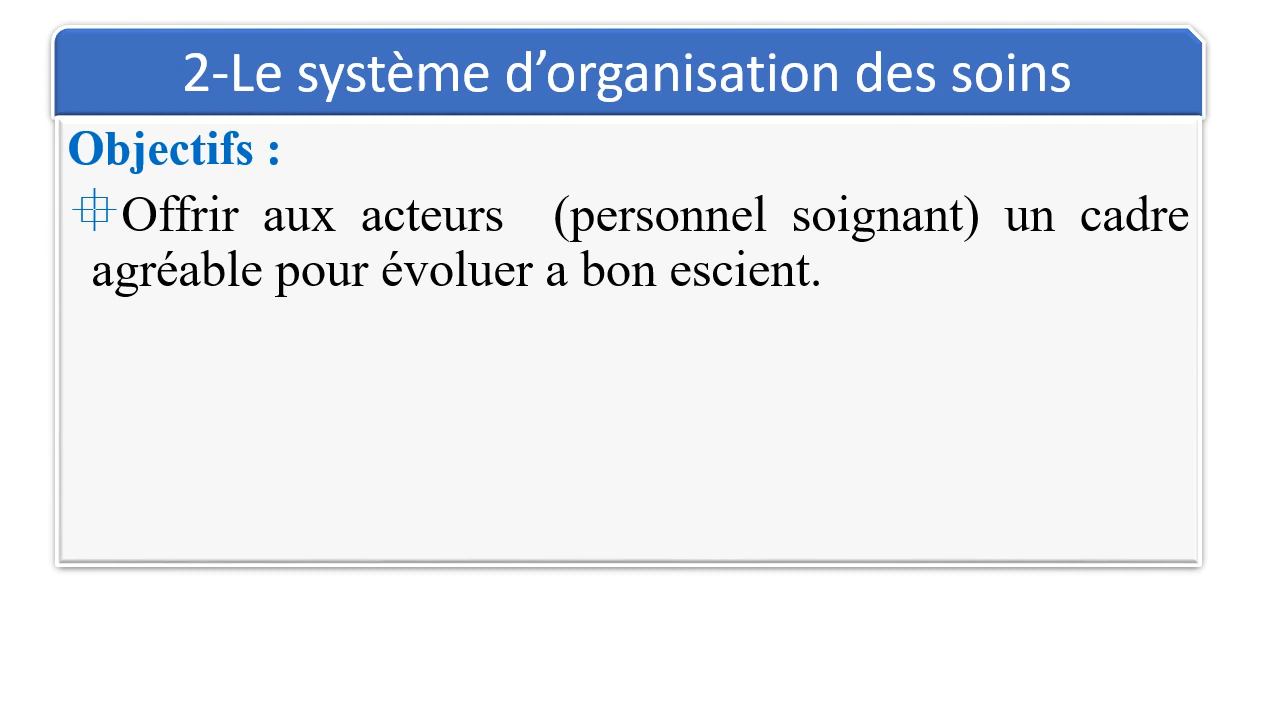 2-Le système d’organisation des soins
Objectifs :
Offrir aux acteurs (personnel soignant) un cadre
agréable pour évoluer a bon escient.